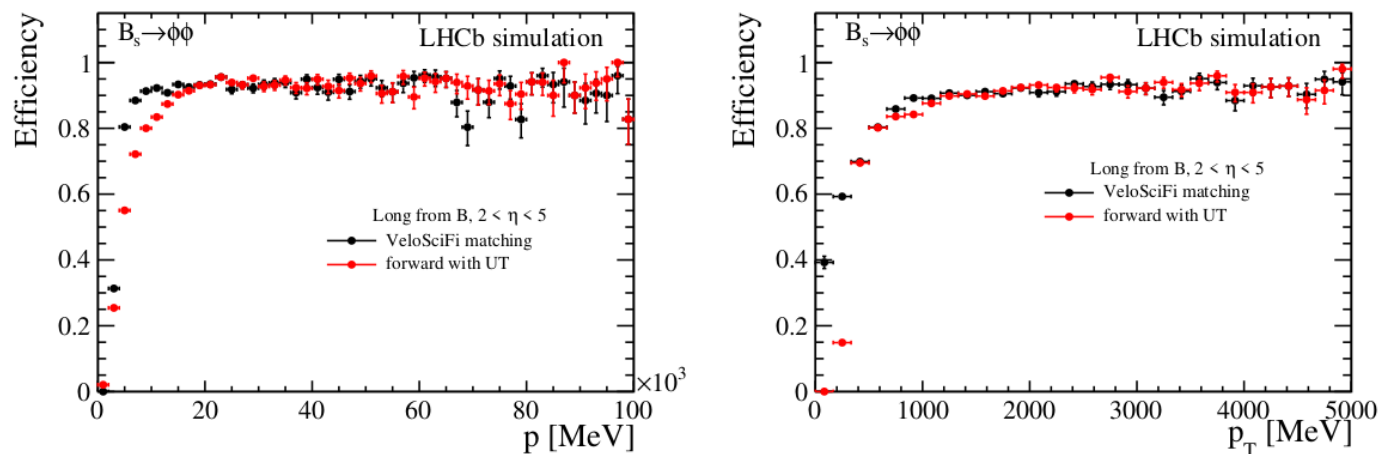 B_s→ϕϕ LHCb simulation
Efficiency
1
0.8
0.6
0.4
0.2
0
Long from B, 2 < η < 5
VeloSciFi matching
forward with UT
0 20 40 60 80 100
×10³
p [MeV]
B_s→ϕϕ LHCb simulation
Efficiency
1
0.8
0.6
0.4
0.2
0
Long from B, 2 < η < 5
VeloSciFi matching
forward with UT
0 1000 2000 3000 4000 5000
p_T [MeV]